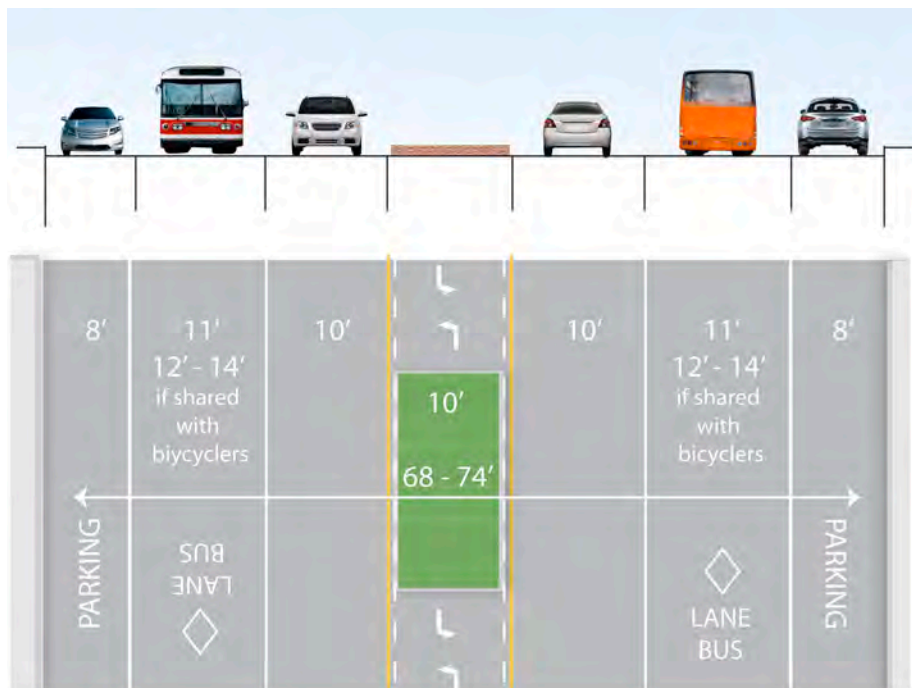 8'
11'
12' - 14'
if shared
with
biycyclers
10'
10'
68 - 74'
10'
11'
12' - 14'
if shared
with
bicyclers
8'
PARKING
BUS
LANE
LANE
BUS
PARKING